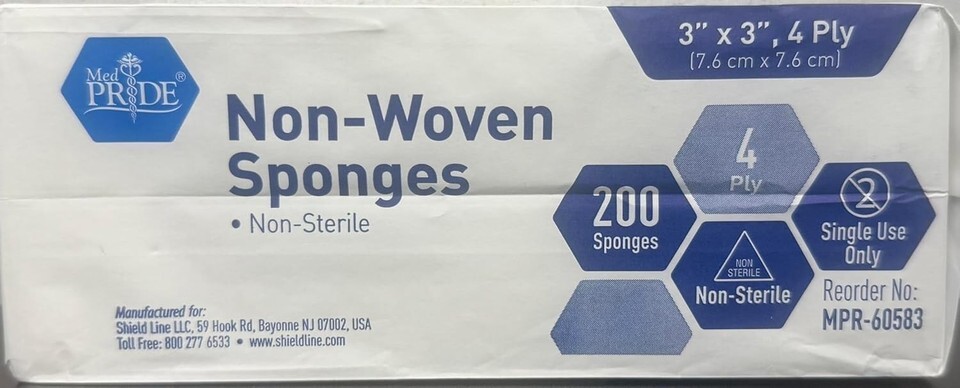 Med
PRIDE®
Non-Woven
Sponges
• Non-Sterile
3" x 3", 4 Ply
(7.6 cm x 7.6 cm)
4
Ply
200
Sponges
2
Single Use
Only
NON
STERILE
Non-Sterile
Reorder No:
MPR-60583
Manufactured for:
Shield Line LLC, 59 Hook Rd, Bayonne NJ 07002, USA
Toll Free: 800 277 6533 • www.shieldline.com